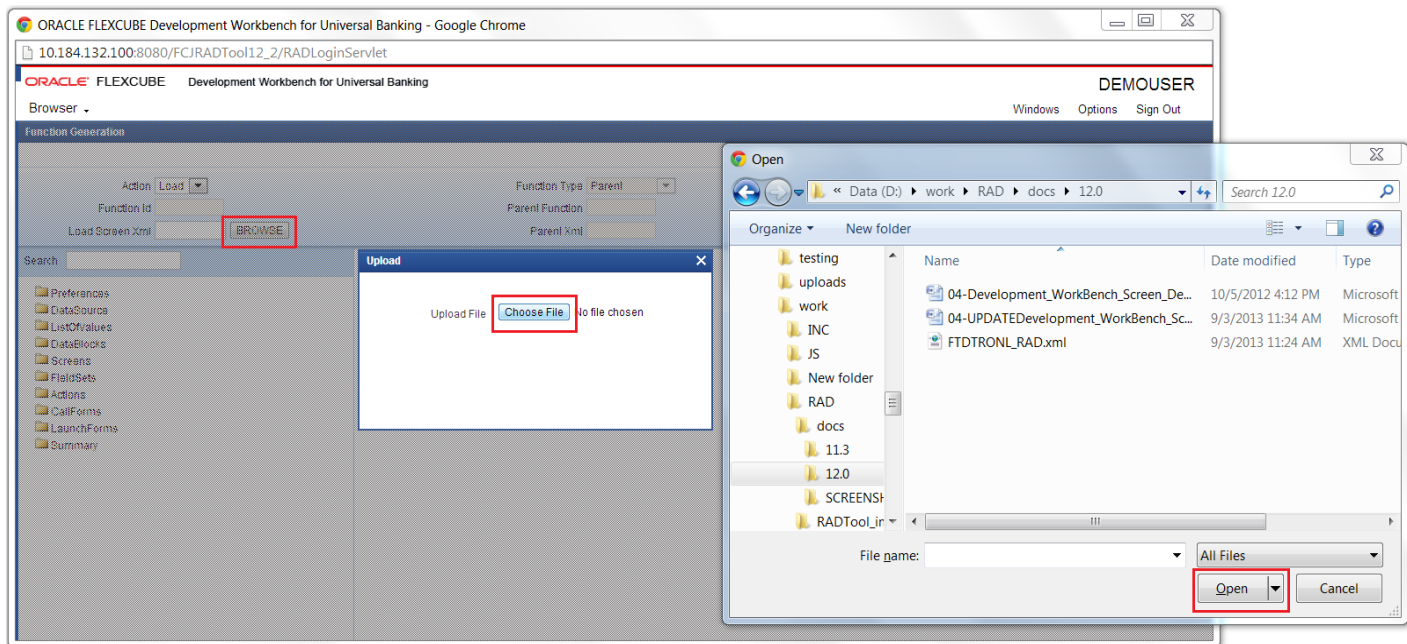 ORACLE FLEXCUBE Development Workbench for Universal Banking - Google Chrome
10.184.132.100:8080/FCJRADTool12_2/RADLoginServlet
ORACLE FLEXCUBE Development Workbench for Universal Banking DEMOUSER
Browser Windows Options Sign Out
Function Generation
Action Load Function Type Parent
Function Id Parent Function
Load Screen Xml BROWSE Parent Xml
Search
Preferences
DataSource
ListOfValues
DataBlocks
Screens
FieldSets
Actions
CallForms
LaunchForms
Summary
Upload
Upload File Choose File No file chosen
Open
« Data (D:) work RAD docs 12.0 Search 12.0
Organize New folder
testing
uploads
work
INC
JS
New folder
RAD
docs
11.3
12.0
SCREENSH
RADTool_in
Name Date modified Type
04-Development_WorkBench_Screen_De... 10/5/2012 4:12 PM Microsoft
04-UPDATEDevelopment_WorkBench_Sc... 9/3/2013 11:34 AM Microsoft
FTDTRONL_RAD.xml 9/3/2013 11:24 AM XML Docu
File name: All Files
Open Cancel